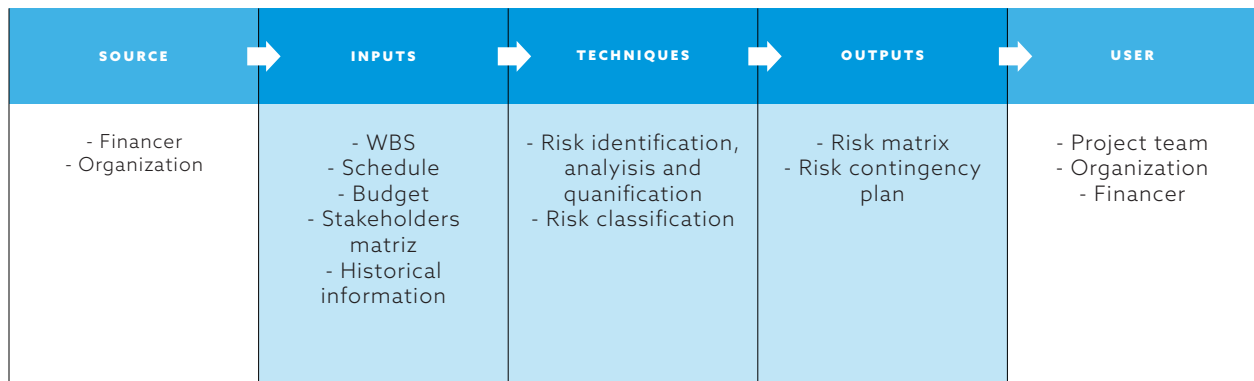 SOURCE
INPUTS
TECHNIQUES
OUTPUTS
USER
- Financer
- Organization
- WBS
- Schedule
- Budget
- Stakeholders
matriz
- Historical
information
- Risk identification,
analyisis and
quanification
- Risk classification
- Risk matrix
- Risk contingency
plan
- Project team
- Organization
- Financer